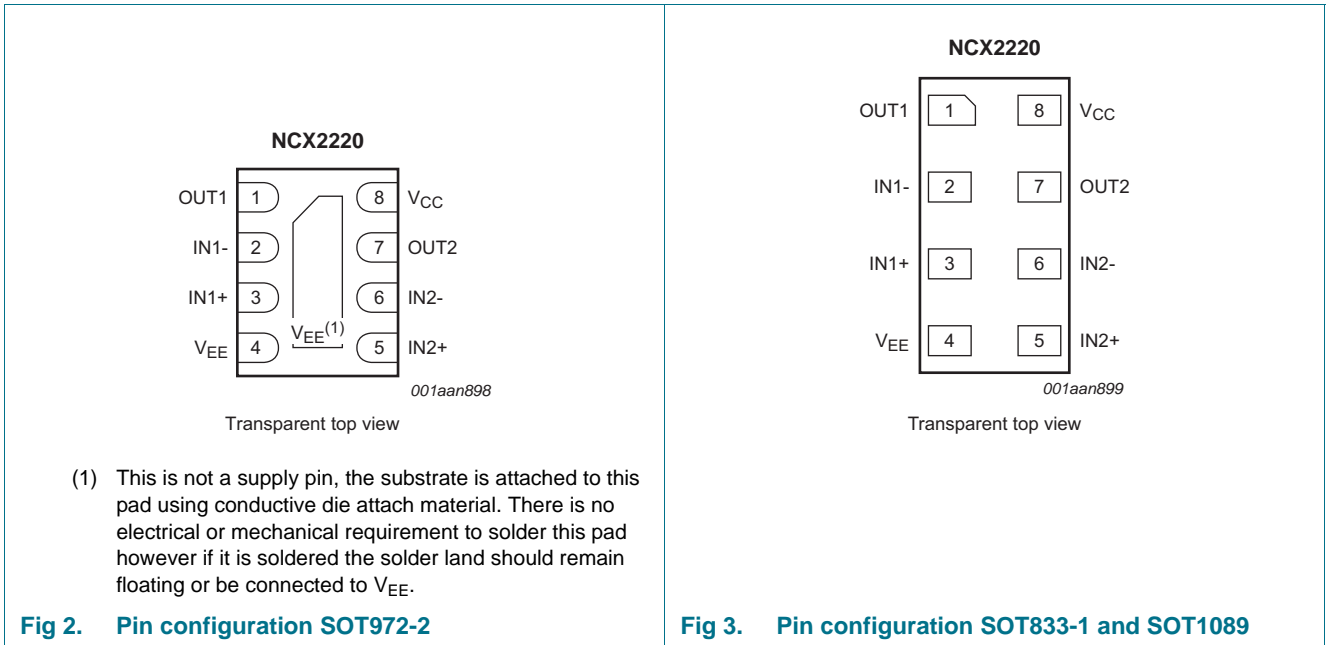 NCX2220
OUT1 1 8 VCC
IN1- 2 7 OUT2
IN1+ 3 6 IN2-
VEE 4 VEE(1) 5 IN2+
001aan898
Transparent top view
(1) This is not a supply pin, the substrate is attached to this
pad using conductive die attach material. There is no
electrical or mechanical requirement to solder this pad
however if it is soldered the solder land should remain
floating or be connected to VEE.
Fig 2. Pin configuration SOT972-2
NCX2220
OUT1 1 8 VCC
IN1- 2 7 OUT2
IN1+ 3 6 IN2-
VEE 4 5 IN2+
001aan899
Transparent top view
Fig 3. Pin configuration SOT833-1 and SOT1089